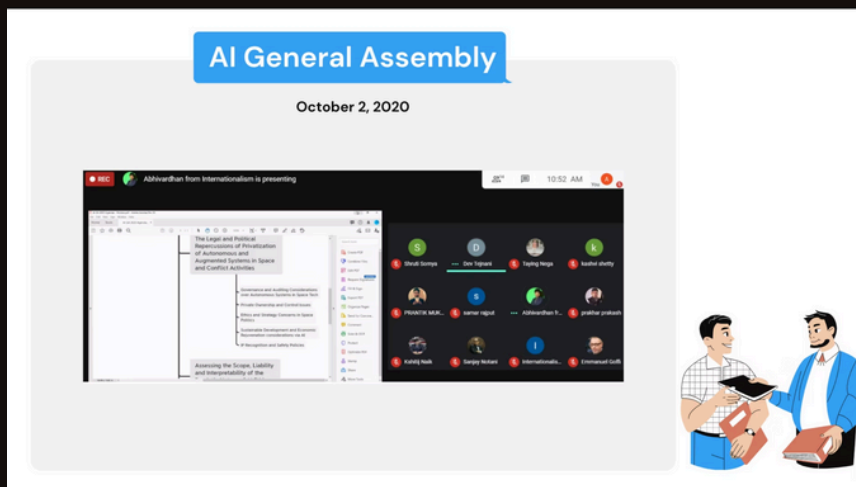 AI General Assembly
October 2, 2020
REC
Abhivardhan from Internationalism is presenting
10:52 AM
A
You
The Legal and Political
Repercussions of Privatization
of Autonomous and
Augmented Systems in Space
and Conflict Activities
Governance and Auditing Considerations
over Autonomous Systems in Space Tech
Private Ownership and Control Issues
Ethics and Strategy Concerns in Space
Politics
Sustainable Development and Economic
Rejuvenation considerations via AI
IP Recognition and Safety Policies
Assessing the Scope, Liability
and Interpretability of the
S
D
k
Shruti Somya
Dev Tejnani
Taying Nega
kashvi shetty
s
PRANTIK MUK...
samar rajput
Abhivardhan fr...
prakhar prakash
I
Kshitij Naik
Sanjay Notani
Internationalis...
Emmanuel Goffi